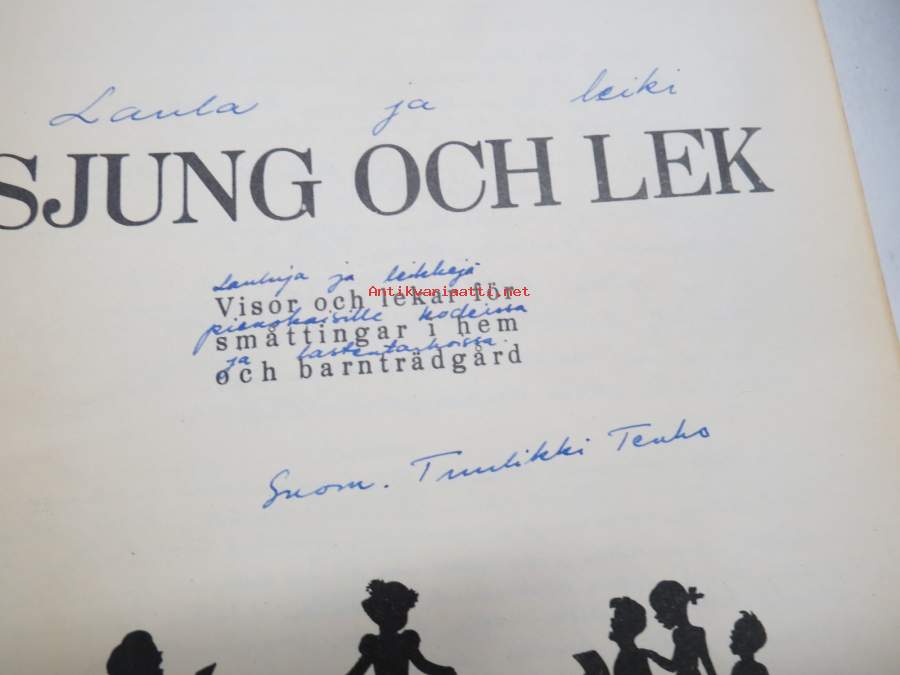 Laula ja leiki
SJUNG OCH LEK
Lauluja ja leikkejä
Visor och lekar för
Antikvariaatti.net
pienokaisille kodeissa
småttingar i hem
ja lastentarhoissa.
och barnträdgård
Suom. Tuulikki Tenho